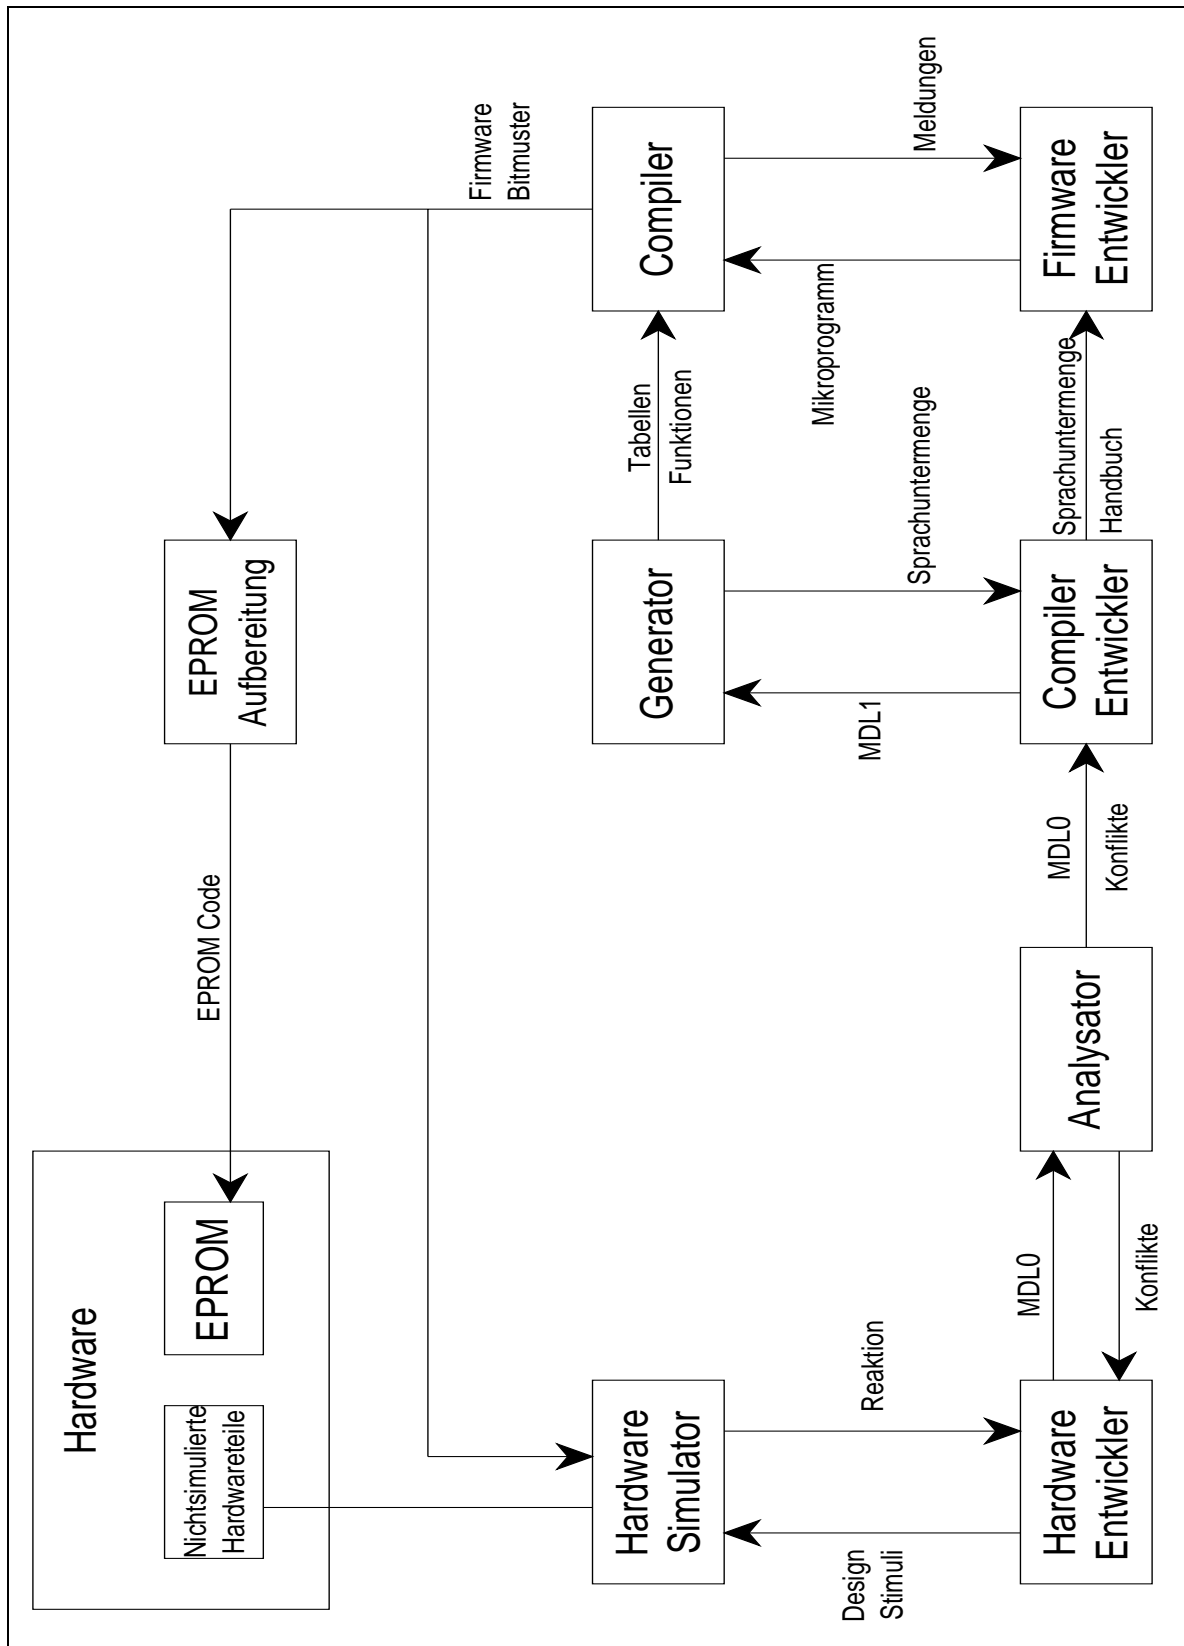 Hardware
Nichtsimulierte
Hardwareteile
EPROM
EPROM Code
EPROM
Aufbereitung
Firmware
Bitmuster
Hardware
Simulator
Generator
Tabellen
Funktionen
Compiler
Design
Stimuli
Reaktion
MDL1
Sprachuntermenge
Mikroprogramm
Meldungen
Hardware
Entwickler
MDL0
Konflikte
Analysator
MDL0
Konflikte
Compiler
Entwickler
Sprachuntermenge
Handbuch
Firmware
Entwickler